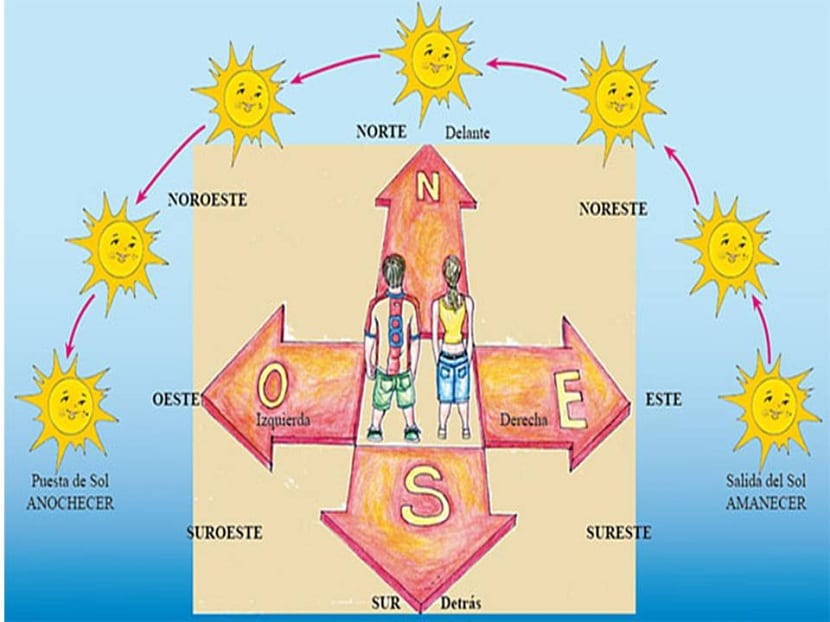 NORTE Delante
N
NOROESTE
NORESTE
OESTE
O
Izquierda
Derecha
E
ESTE
Puesta de Sol
ANOCHECER
Salida del Sol
AMANECER
S
SUROESTE
SURESTE
SUR Detrás